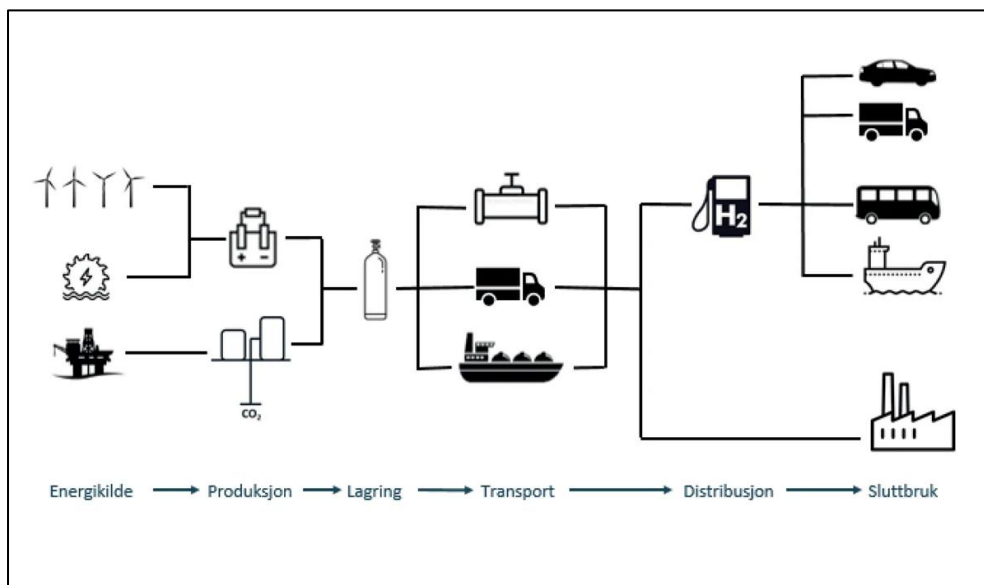 H2
+ −
CO₂
Energikilde Produksjon Lagring Transport Distribusjon Sluttbruk